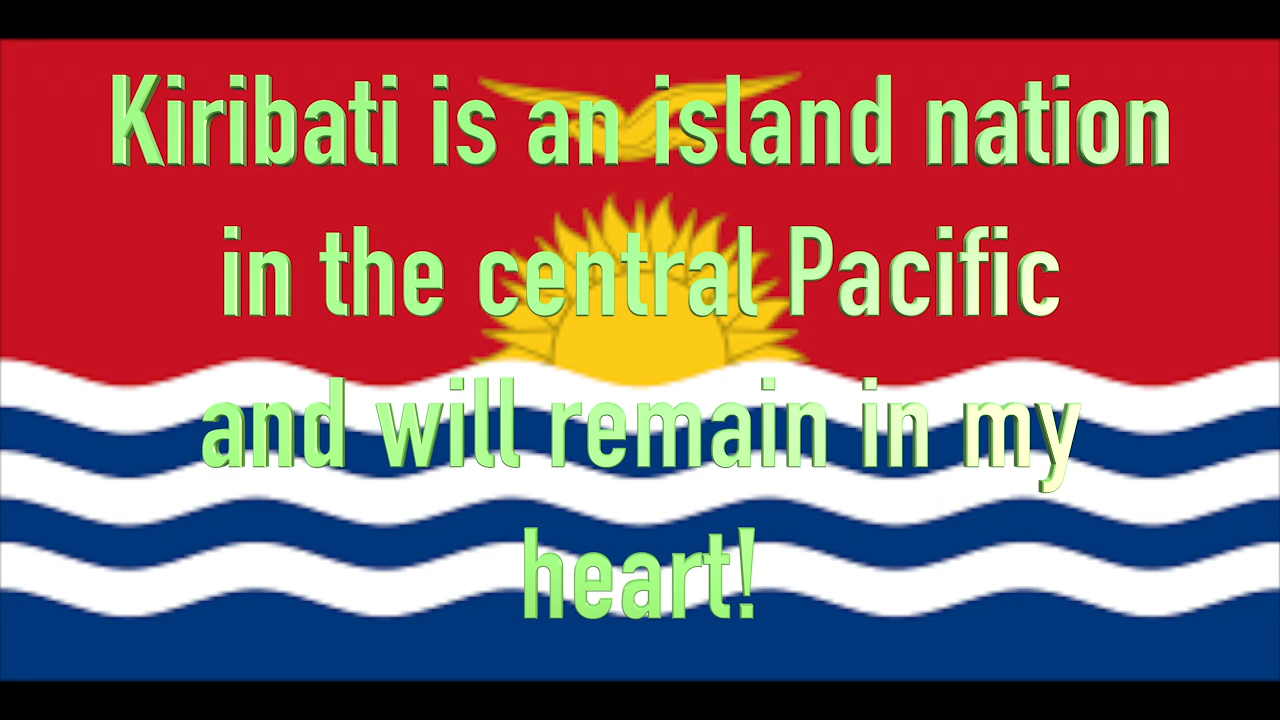 Kiribati is an island nation
in the central Pacific
and will remain in my
heart!